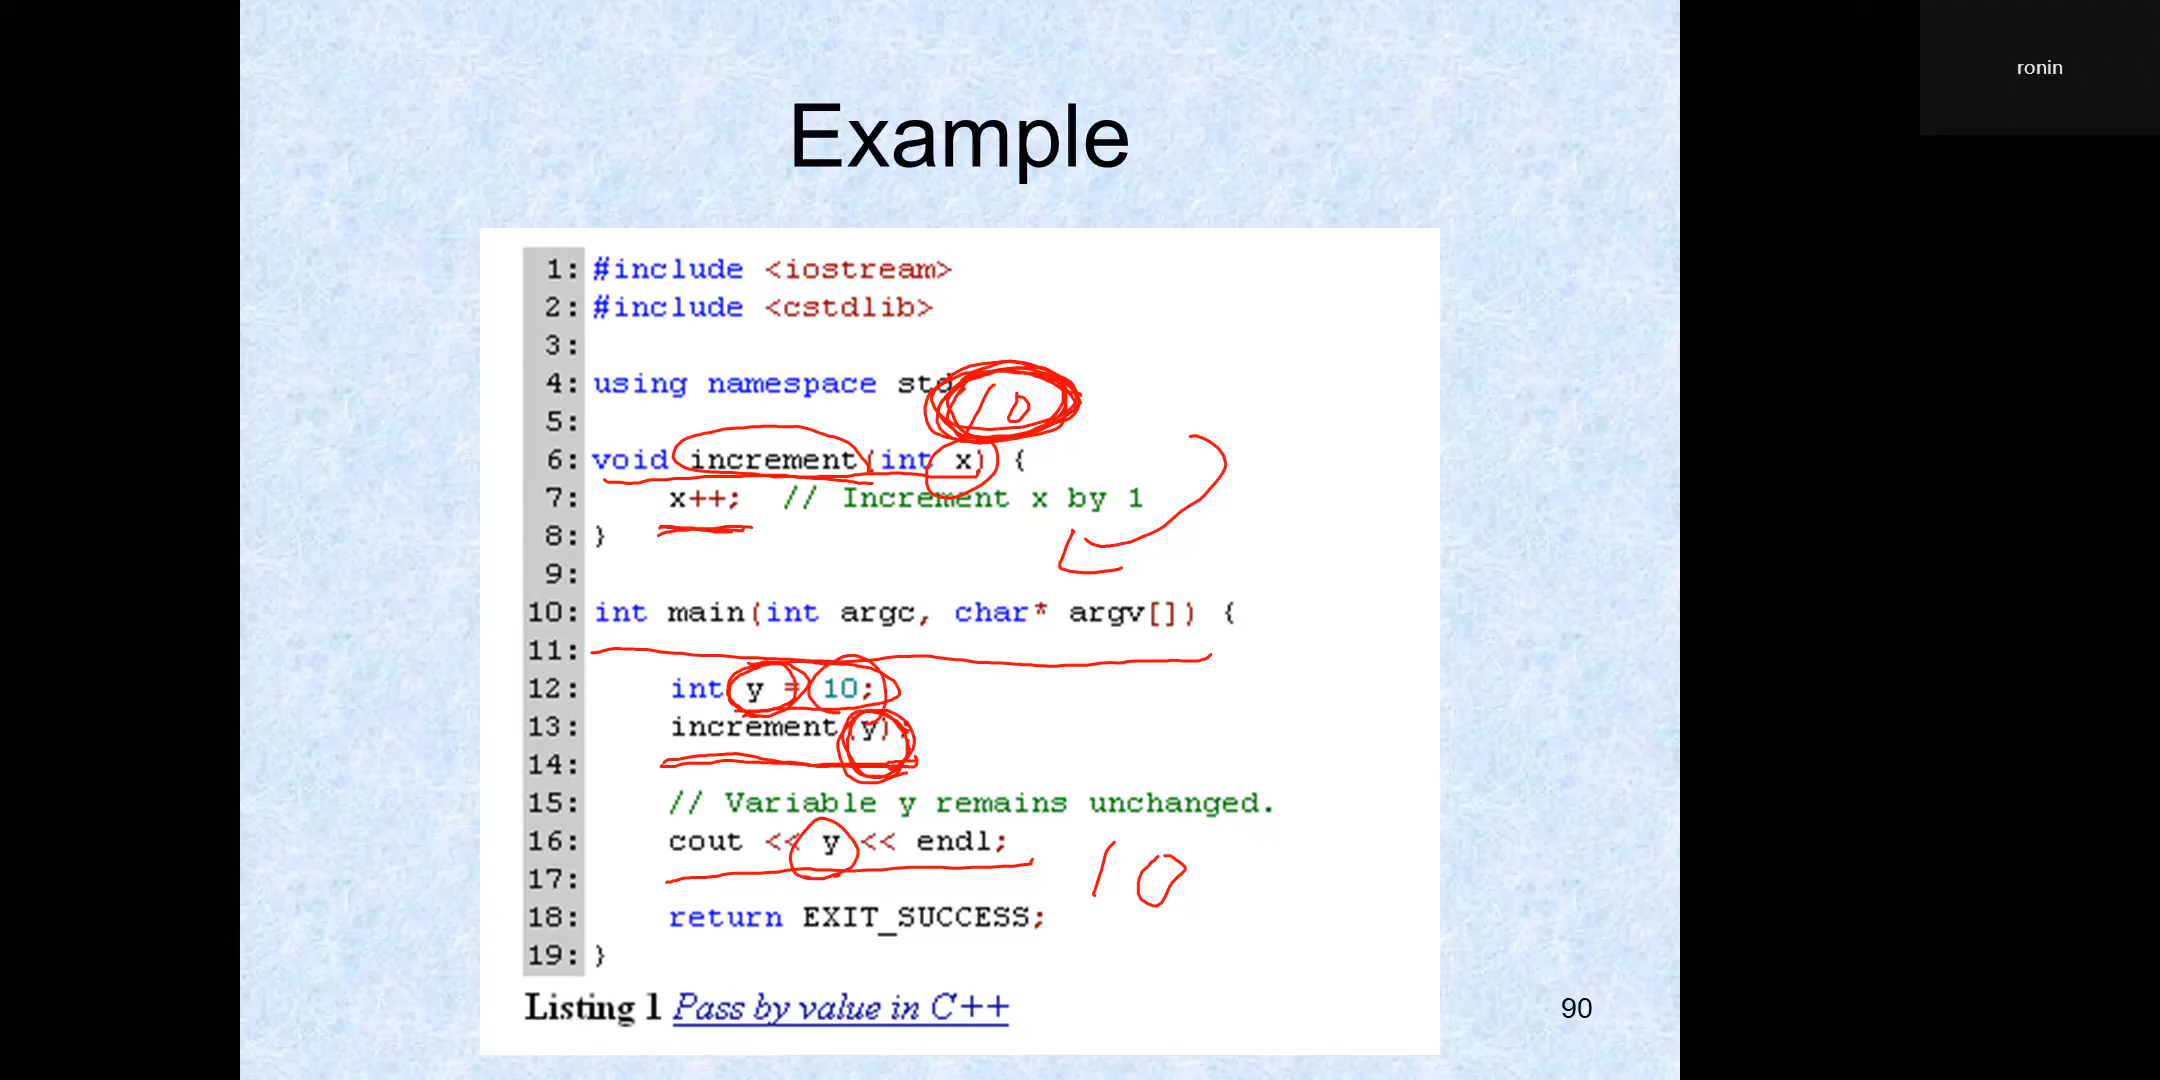 ronin
Example
1: #include <iostream>
2: #include <cstdlib>
3:
4: using namespace std;
10
5:
6: void increment(int x) {
7: x++; // Increment x by 1
8: }
9:
10: int main(int argc, char* argv[]) {
11:
12: int y = 10;
13: increment(y);
14:
15: // Variable y remains unchanged.
16: cout << y << endl;
10
17:
18: return EXIT_SUCCESS;
19: }
Listing 1 Pass by value in C++
90